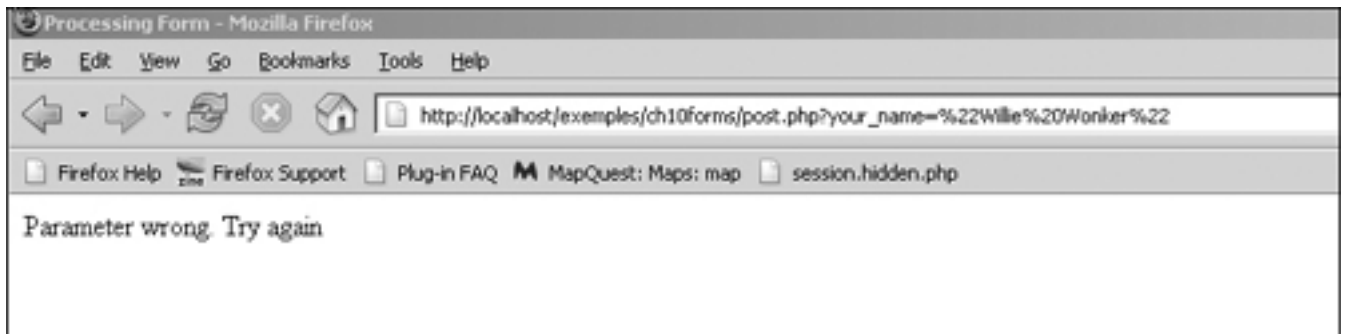 Processing Form - Mozilla Firefox
File Edit View Go Bookmarks Tools Help
http://localhost/exemples/ch10forms/post.php?your_name=%22Willie%20Wonker%22
Firefox Help zine Firefox Support Plug-in FAQ M MapQuest: Maps: map session.hidden.php
Parameter wrong. Try again